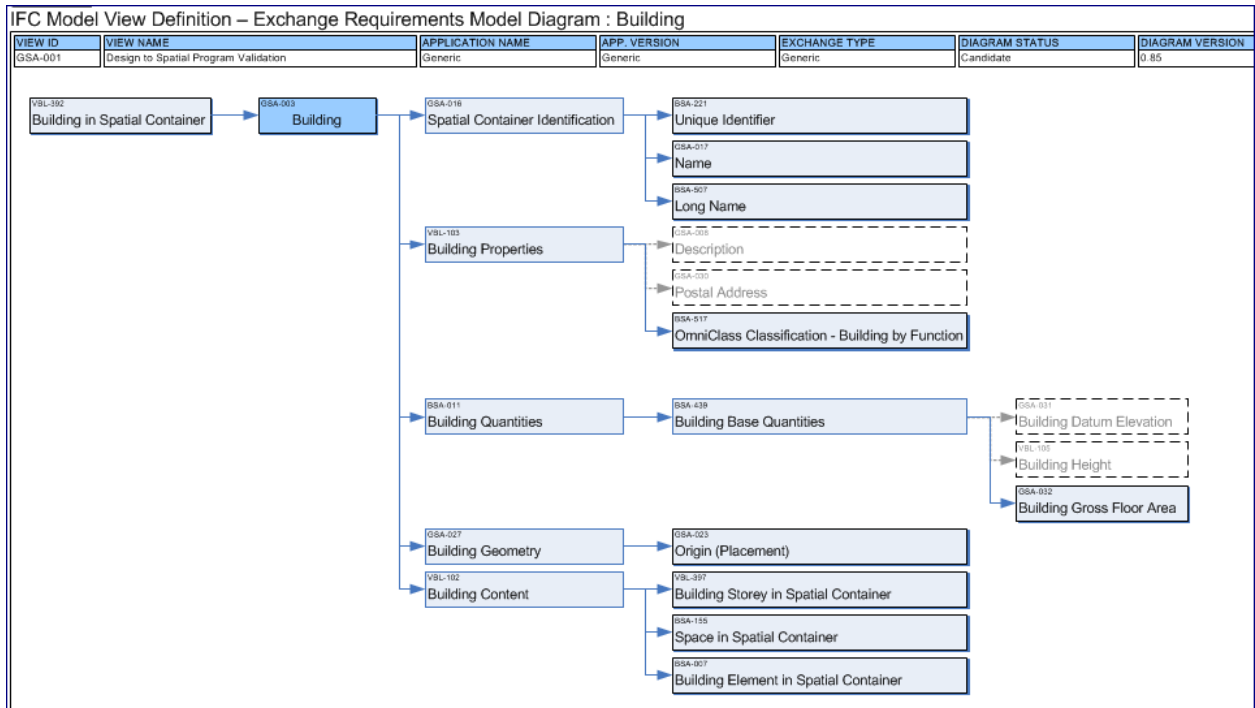 IFC Model View Definition – Exchange Requirements Model Diagram : Building
VIEW ID VIEW NAME APPLICATION NAME APP. VERSION EXCHANGE TYPE DIAGRAM STATUS DIAGRAM VERSION
GSA-001 Design to Spatial Program Validation Generic Generic Generic Candidate 0.85
VBL-392
Building in Spatial Container
GSA-003
Building
GSA-016
Spatial Container Identification
BSA-221
Unique Identifier
GSA-017
Name
BSA-507
Long Name
VBL-103
Building Properties
Description
GSA-030
Postal Address
BSA-517
OmniClass Classification - Building by Function
BSA-011
Building Quantities
BSA-439
Building Base Quantities
GSA-031
Building Datum Elevation
VBL-105
Building Height
GSA-032
Building Gross Floor Area
GSA-027
Building Geometry
GSA-023
Origin (Placement)
VBL-102
Building Content
VBL-397
Building Storey in Spatial Container
BSA-155
Space in Spatial Container
BSA-007
Building Element in Spatial Container